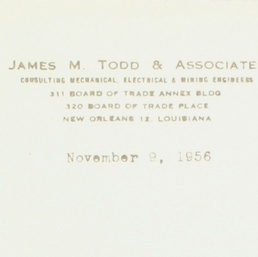 JAMES M. TODD & ASSOCIATE
CONSULTING MECHANICAL, ELECTRICAL & MINING ENGINEERS
311 BOARD OF TRADE ANNEX BLDG
320 BOARD OF TRADE PLACE
NEW ORLEANS 12, LOUISIANA
November 9, 1956